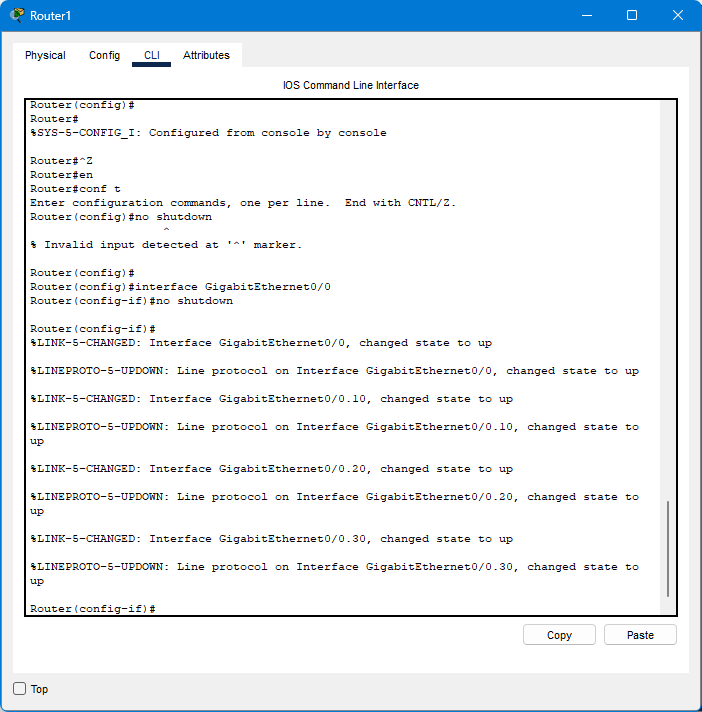 Router1
Physical Config CLI Attributes
IOS Command Line Interface
Router(config)#
Router#
%SYS-5-CONFIG_I: Configured from console by console
Router#^Z
Router#en
Router#conf t
Enter configuration commands, one per line.  End with CNTL/Z.
Router(config)#no shutdown
^
% Invalid input detected at '^' marker.
Router(config)#
Router(config)#interface GigabitEthernet0/0
Router(config-if)#no shutdown
Router(config-if)#
%LINK-5-CHANGED: Interface GigabitEthernet0/0, changed state to up
%LINEPROTO-5-UPDOWN: Line protocol on Interface GigabitEthernet0/0, changed state to up
%LINK-5-CHANGED: Interface GigabitEthernet0/0.10, changed state to up
%LINEPROTO-5-UPDOWN: Line protocol on Interface GigabitEthernet0/0.10, changed state to
up
%LINK-5-CHANGED: Interface GigabitEthernet0/0.20, changed state to up
%LINEPROTO-5-UPDOWN: Line protocol on Interface GigabitEthernet0/0.20, changed state to
up
%LINK-5-CHANGED: Interface GigabitEthernet0/0.30, changed state to up
%LINEPROTO-5-UPDOWN: Line protocol on Interface GigabitEthernet0/0.30, changed state to
up
Router(config-if)#
Copy Paste
Top